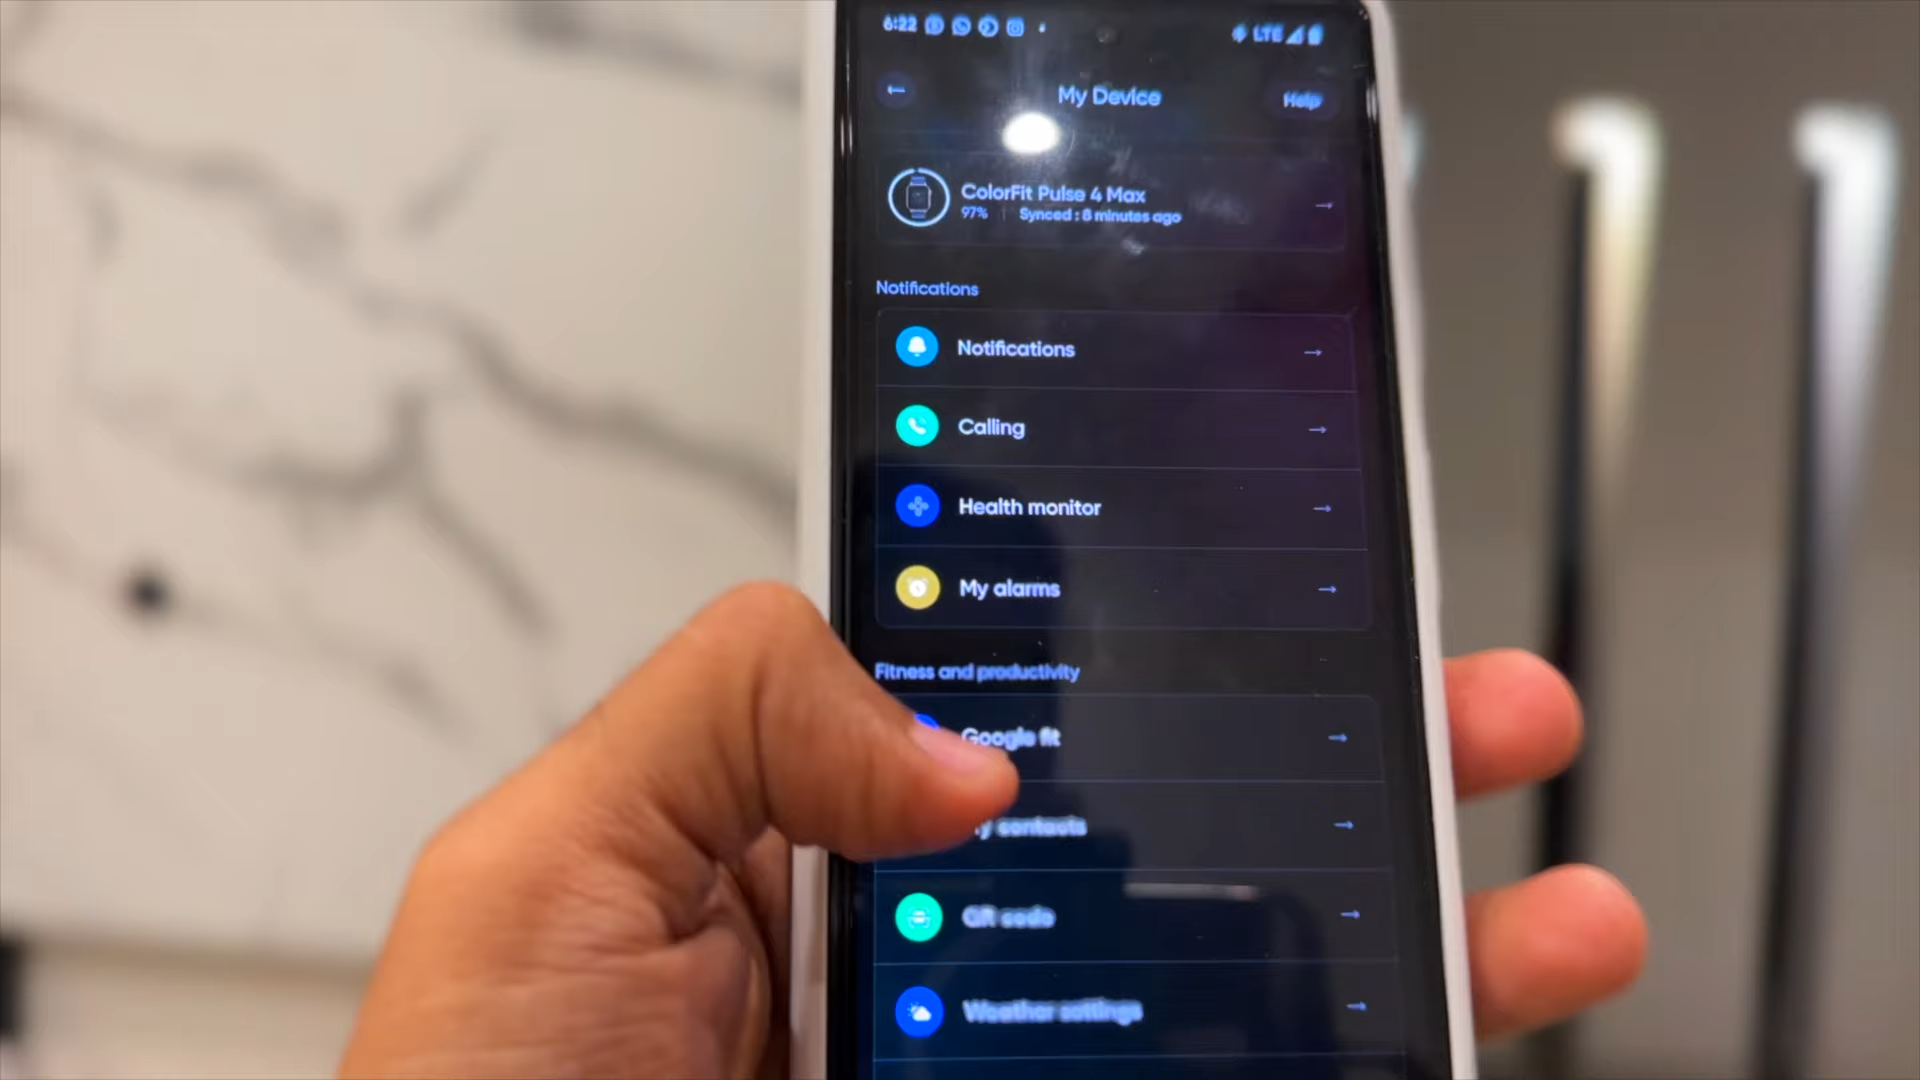 6:22 LTE
My Device Help
ColorFit Pulse 4 Max
97% | Synced : 8 minutes ago
Notifications
Notifications
Calling
Health monitor
My alarms
Fitness and productivity
Google fit
contacts
QR code
Weather settings